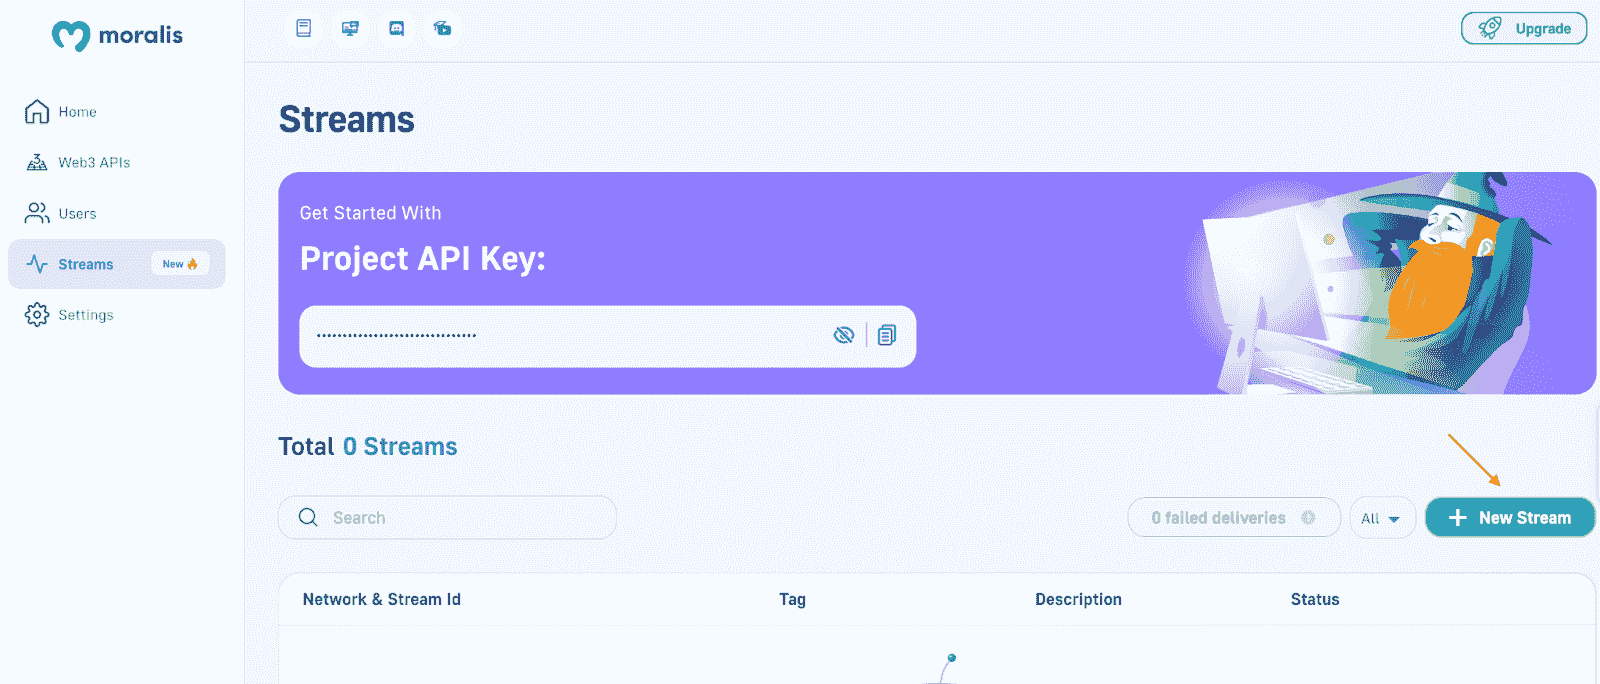 moralis
Upgrade
Home
Web3 APIs
Users
Streams New
Settings
Streams
Get Started With
Project API Key:
Total 0 Streams
Search
0 failed deliveries
All
New Stream
Network & Stream Id Tag Description Status